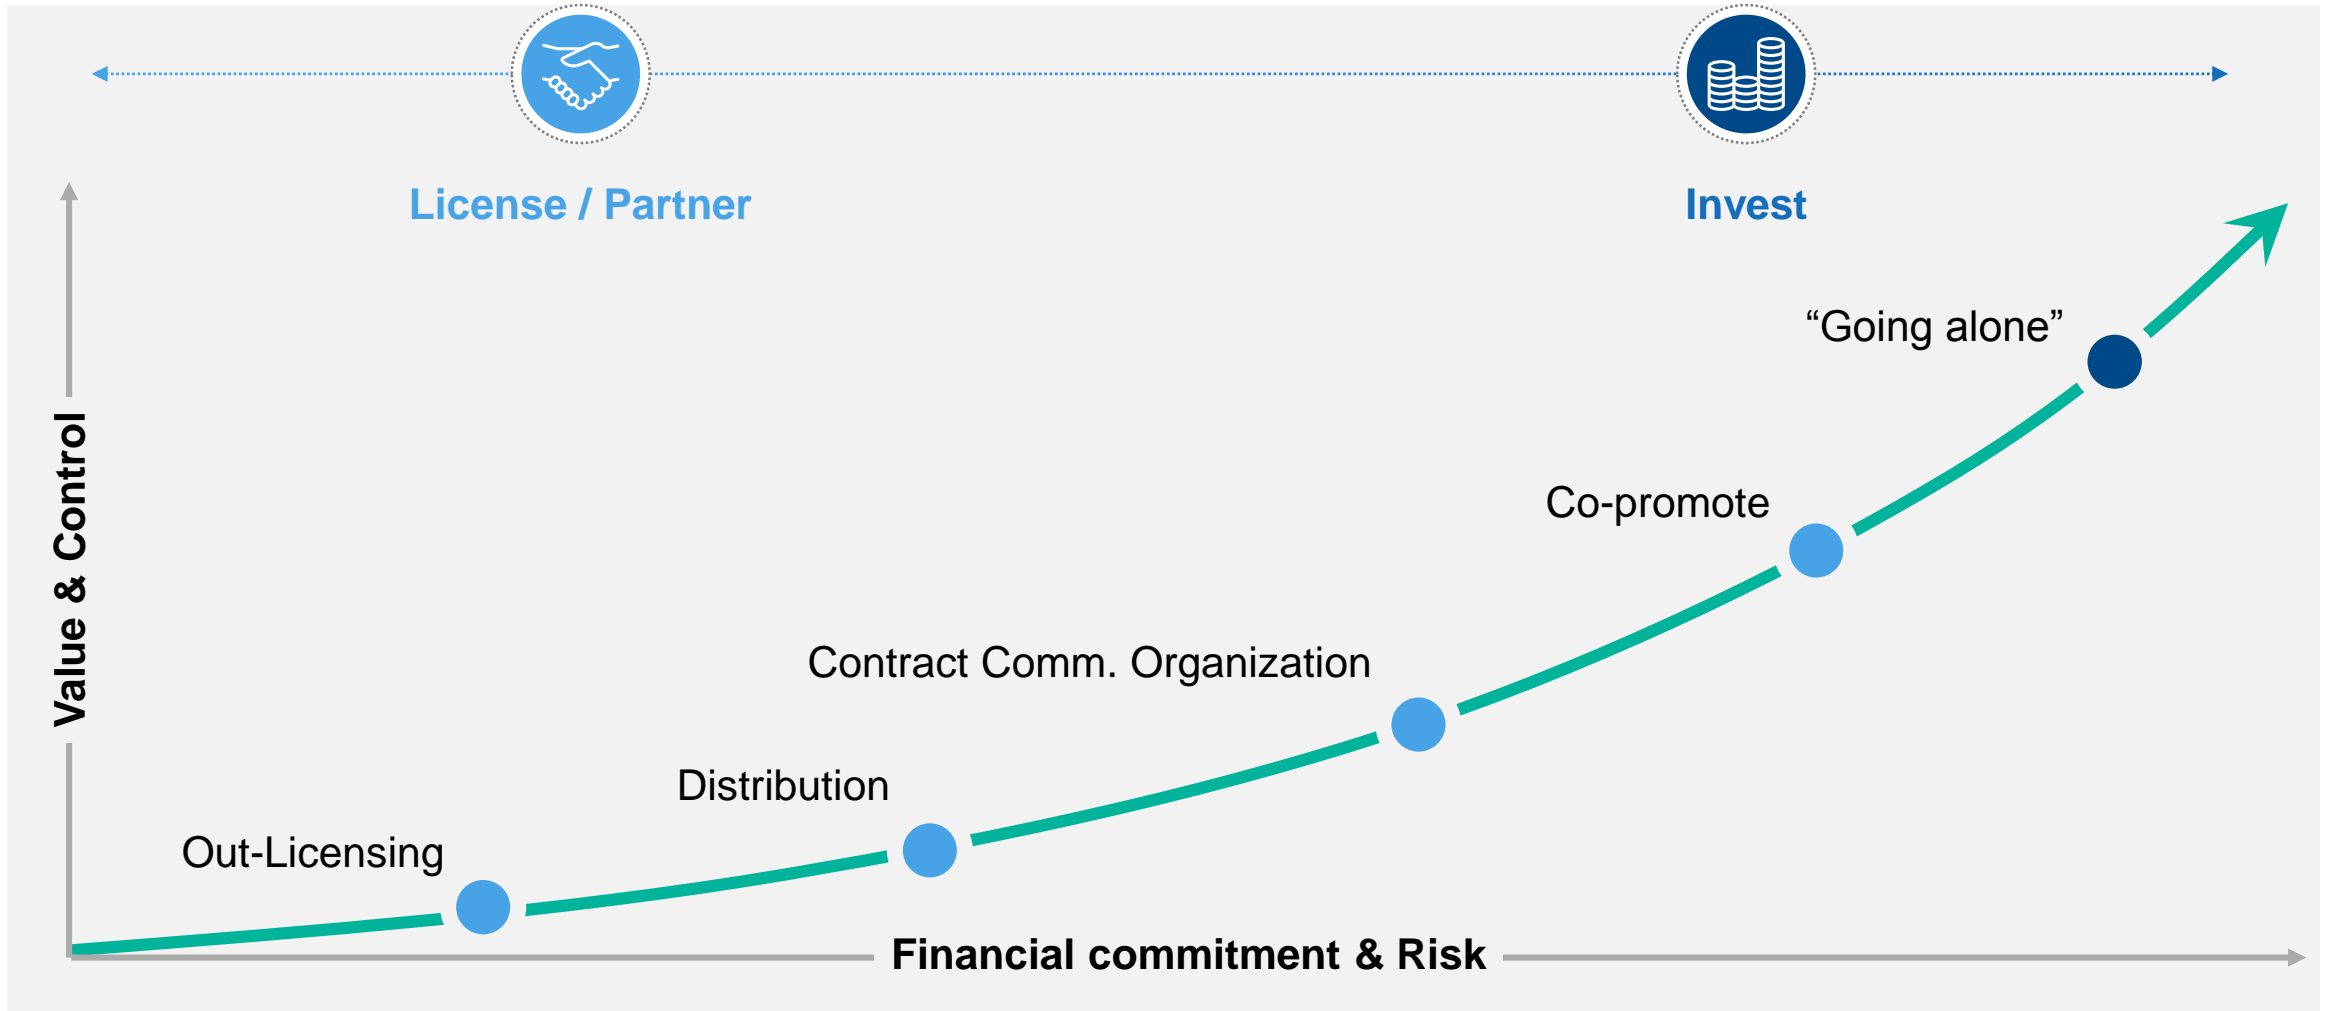 License / Partner
Invest
“Going alone”
Co-promote
Contract Comm. Organization
Distribution
Out-Licensing
Value & Control
Financial commitment & Risk